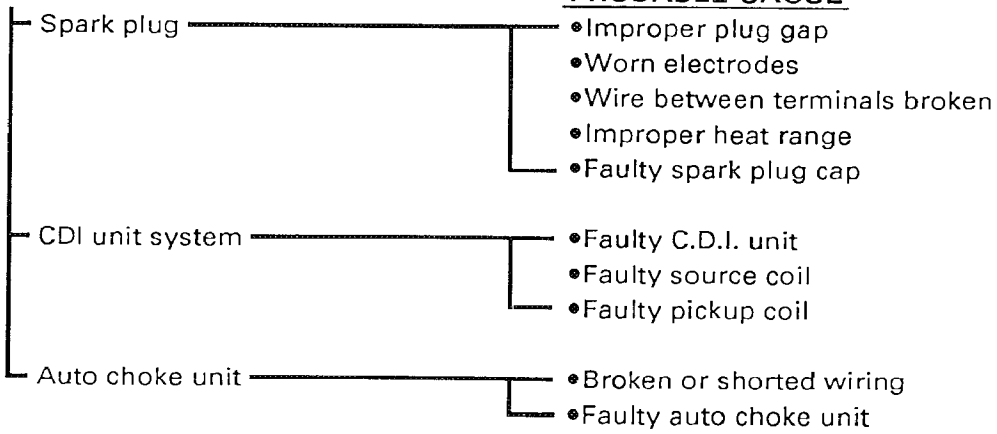 Spark plug
•Improper plug gap
•Worn electrodes
•Wire between terminals broken
•Improper heat range
•Faulty spark plug cap
CDI unit system
•Faulty C.D.I. unit
•Faulty source coil
•Faulty pickup coil
Auto choke unit
•Broken or shorted wiring
•Faulty auto choke unit